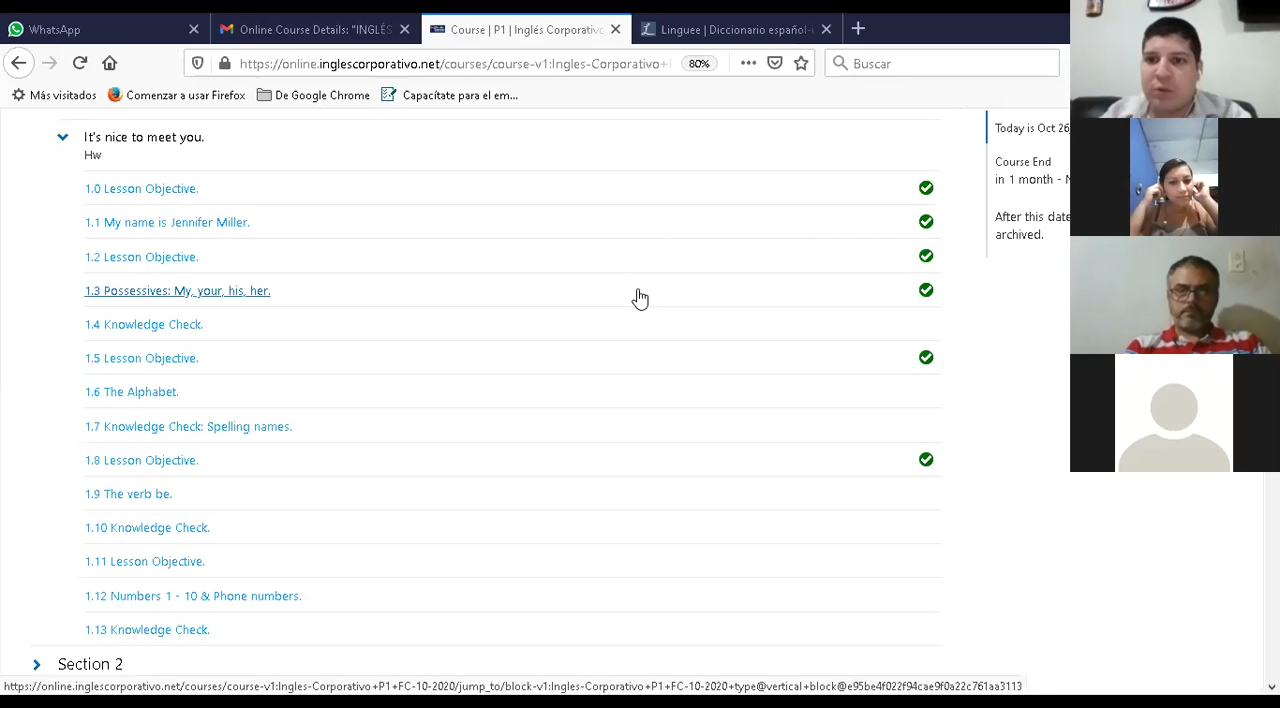 WhatsApp
Online Course Details: "INGLÉS
Course | P1 | Inglés Corporativo
Linguee | Diccionario español-i
https://online.inglescorporativo.net/courses/course-v1:Ingles-Corporativo+
80%
Buscar
Más visitados
Comenzar a usar Firefox
De Google Chrome
Capacítate para el em...
It's nice to meet you.
Hw
1.0 Lesson Objective.
1.1 My name is Jennifer Miller.
1.2 Lesson Objective.
1.3 Possessives: My, your, his, her.
1.4 Knowledge Check.
1.5 Lesson Objective.
1.6 The Alphabet.
1.7 Knowledge Check: Spelling names.
1.8 Lesson Objective.
1.9 The verb be.
1.10 Knowledge Check.
1.11 Lesson Objective.
1.12 Numbers 1 - 10 & Phone numbers.
1.13 Knowledge Check.
Section 2
Today is Oct 26
Course End
in 1 month - N
After this date
archived.
https://online.inglescorporativo.net/courses/course-v1:Ingles-Corporativo+P1+FC-10-2020/jump_to/block-v1:Ingles-Corporativo+P1+FC-10-2020+type@vertical+block@e95be4f022f94cae9f0a22c761aa3113